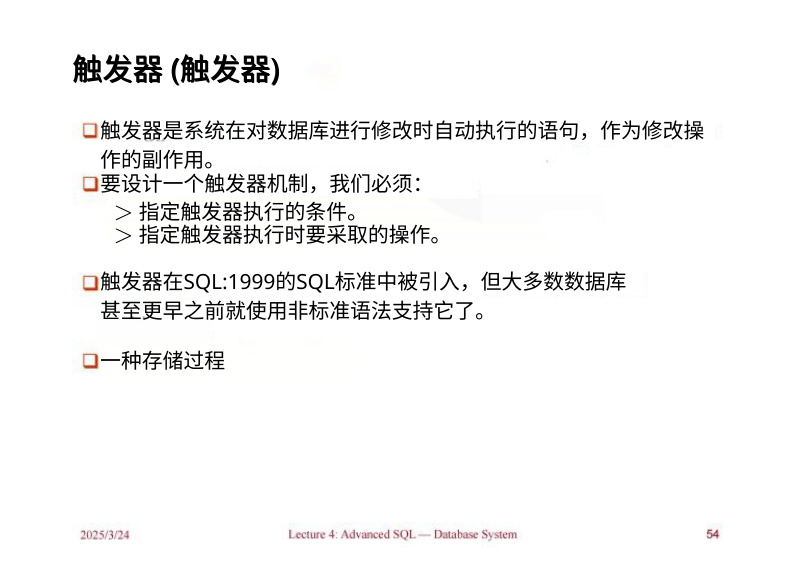 触发器 (触发器)
❑触发器是系统在对数据库进行修改时自动执行的语句，作为修改操
作的副作用。
❑要设计一个触发器机制，我们必须：
＞ 指定触发器执行的条件。
＞ 指定触发器执行时要采取的操作。
❑触发器在SQL:1999的SQL标准中被引入，但大多数数据库
甚至更早之前就使用非标准语法支持它了。
❑一种存储过程
2025/3/24 Lecture 4: Advanced SQL — Database System 54